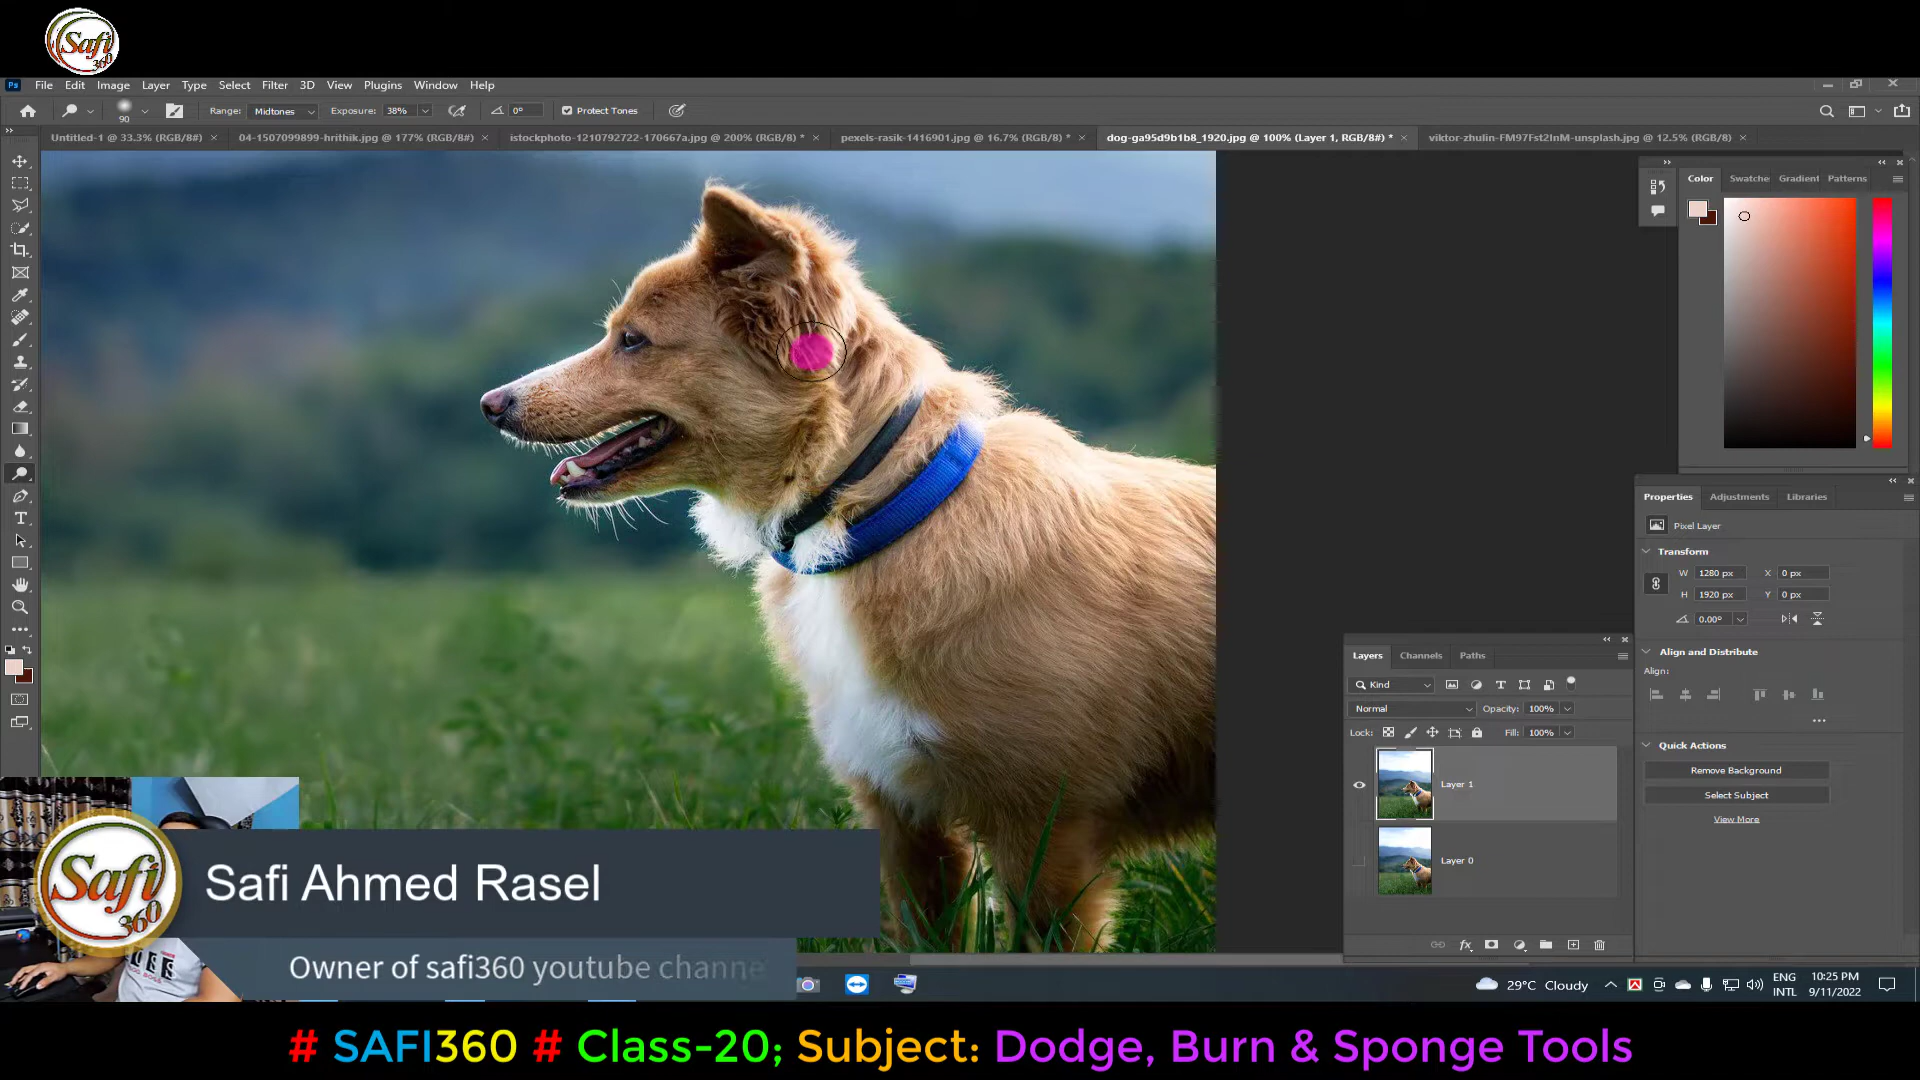 Safi
360
Ps File Edit Image Layer Type Select Filter 3D View Plugins Window Help
90 Range: Midtones Exposure: 38% 0° Protect Tones
Untitled-1 @ 33.3% (RGB/8#) × 04-1507099899-hrithik.jpg @ 177% (RGB/8#) × istockphoto-1210792722-170667a.jpg @ 200% (RGB/8) * × pexels-rasik-1416901.jpg @ 16.7% (RGB/8) * × dog-ga95d9b1b8_1920.jpg @ 100% (Layer 1, RGB/8#) * × viktor-zhulin-FM97Fst2InM-unsplash.jpg @ 12.5% (RGB/8) ×
Color Swatche Gradient Patterns
Properties Adjustments Libraries
Pixel Layer
Transform
W 1280 px X 0 px
H 1920 px Y 0 px
0.00°
Align and Distribute
Align:
Quick Actions
Remove Background
Select Subject
View More
Layers Channels Paths
Kind
Normal Opacity: 100%
Lock: Fill: 100%
Layer 1
Layer 0
fx
Safi
360
Safi Ahmed Rasel
Owner of safi360 youtube channe
29°C Cloudy
ENG
INTL
10:25 PM
9/11/2022
# SAFI360 # Class-20; Subject: Dodge, Burn & Sponge Tools